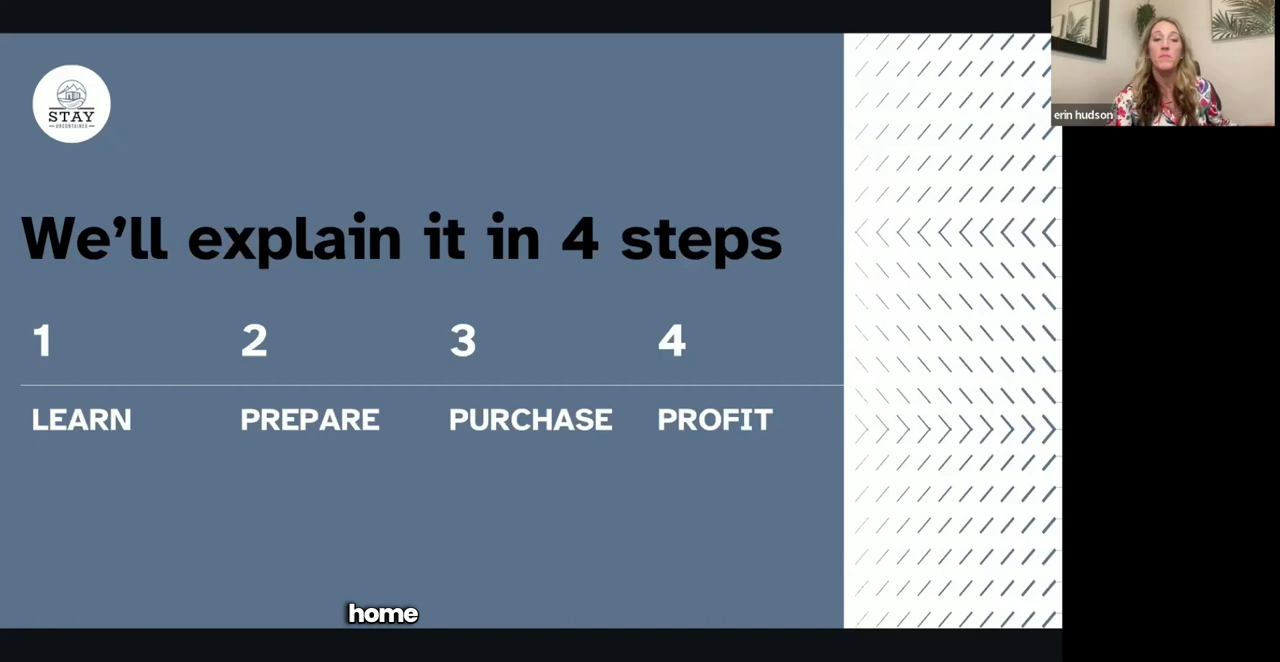 STAY
UNCONTAINED
We'll explain it in 4 steps
1 2 3 4
LEARN PREPARE PURCHASE PROFIT
home
erin hudson